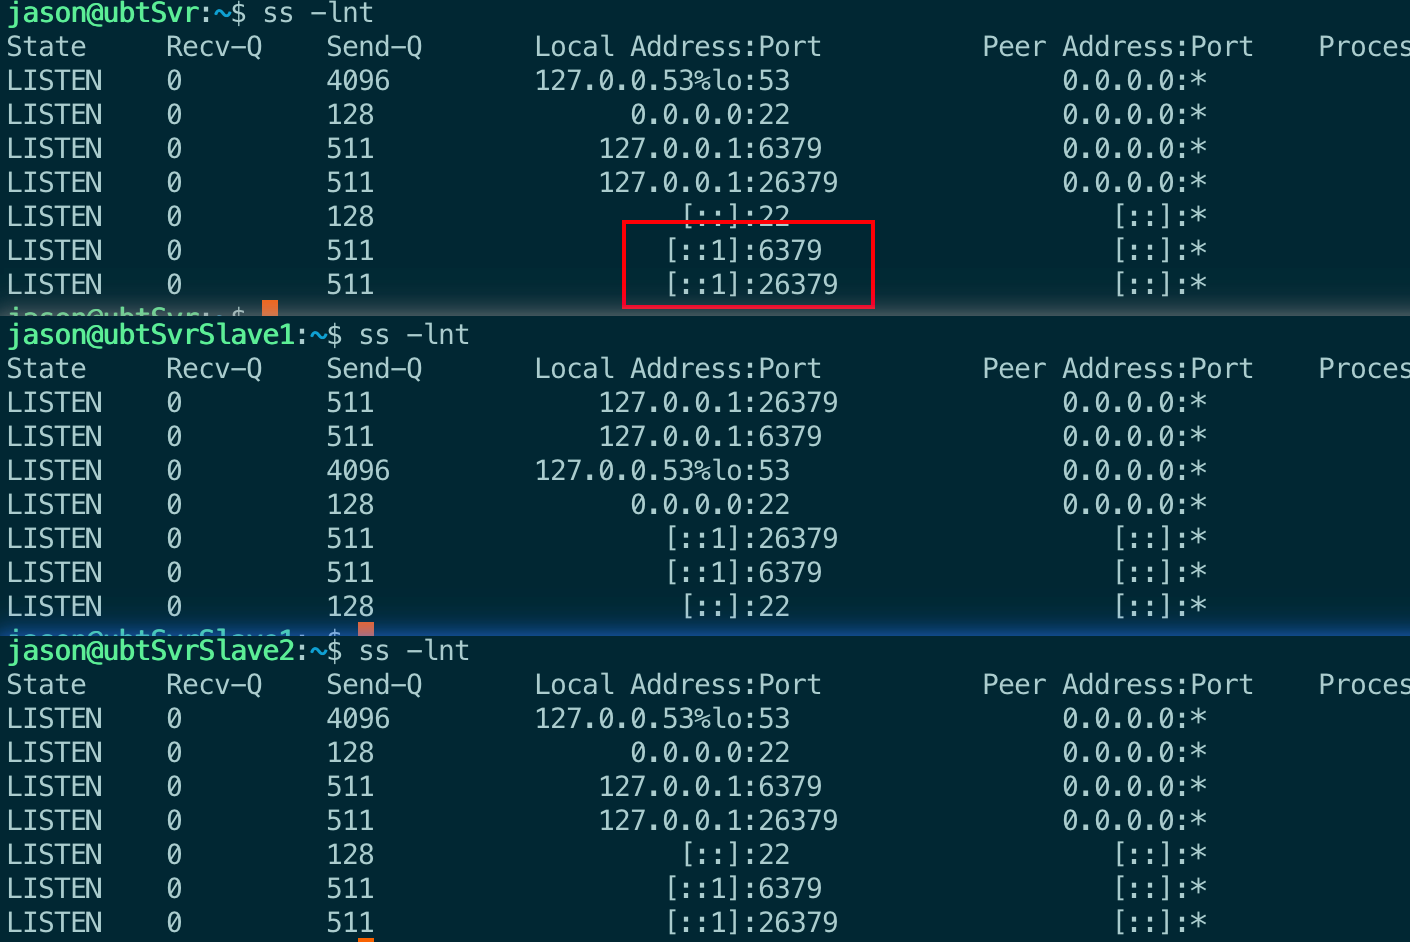 jason@ubtSvr:~$ ss -lnt
State Recv-Q Send-Q Local Address:Port Peer Address:Port Proces
LISTEN 0 4096 127.0.0.53%lo:53 0.0.0.0:*
LISTEN 0 128 0.0.0.0:22 0.0.0.0:*
LISTEN 0 511 127.0.0.1:6379 0.0.0.0:*
LISTEN 0 511 127.0.0.1:26379 0.0.0.0:*
LISTEN 0 128 [::]:22 [::]:*
LISTEN 0 511 [::1]:6379 [::]:*
LISTEN 0 511 [::1]:26379 [::]:*
jason@ubtSvr:~$
jason@ubtSvrSlave1:~$ ss -lnt
State Recv-Q Send-Q Local Address:Port Peer Address:Port Proces
LISTEN 0 511 127.0.0.1:26379 0.0.0.0:*
LISTEN 0 511 127.0.0.1:6379 0.0.0.0:*
LISTEN 0 4096 127.0.0.53%lo:53 0.0.0.0:*
LISTEN 0 128 0.0.0.0:22 0.0.0.0:*
LISTEN 0 511 [::1]:26379 [::]:*
LISTEN 0 511 [::1]:6379 [::]:*
LISTEN 0 128 [::]:22 [::]:*
jason@ubtSvrSlave1:~$
jason@ubtSvrSlave2:~$ ss -lnt
State Recv-Q Send-Q Local Address:Port Peer Address:Port Proces
LISTEN 0 4096 127.0.0.53%lo:53 0.0.0.0:*
LISTEN 0 128 0.0.0.0:22 0.0.0.0:*
LISTEN 0 511 127.0.0.1:6379 0.0.0.0:*
LISTEN 0 511 127.0.0.1:26379 0.0.0.0:*
LISTEN 0 128 [::]:22 [::]:*
LISTEN 0 511 [::1]:6379 [::]:*
LISTEN 0 511 [::1]:26379 [::]:*